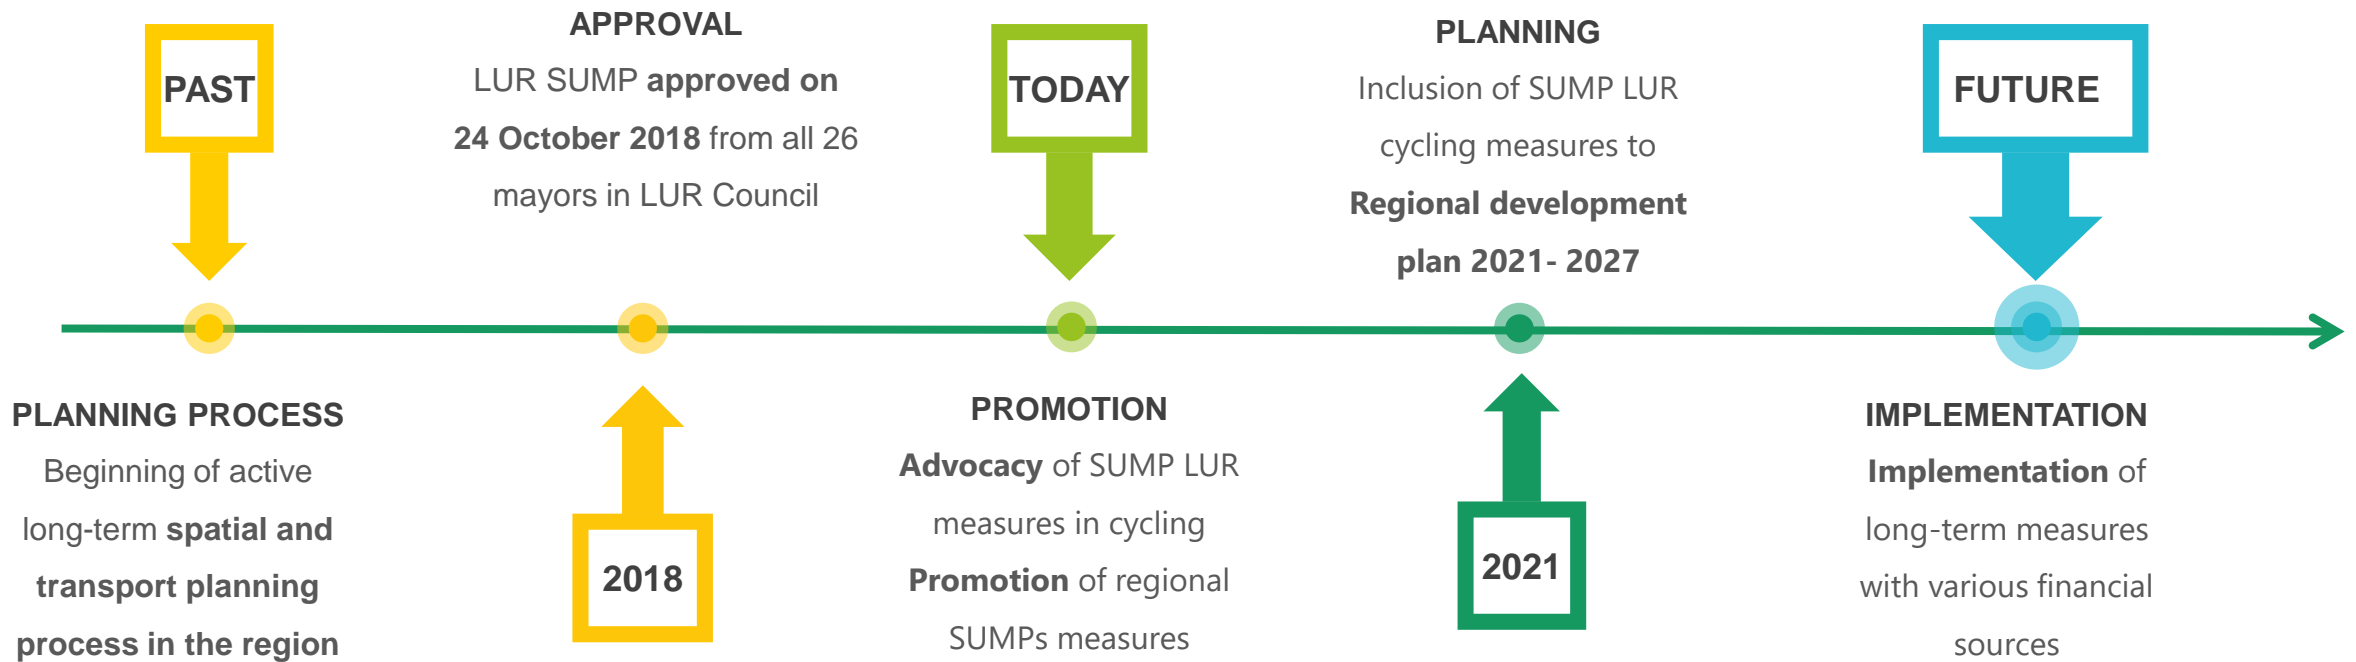 PAST
PLANNING PROCESS
Beginning of active
long-term spatial and
transport planning
process in the region
APPROVAL
LUR SUMP approved on
24 October 2018 from all 26
mayors in LUR Council
2018
TODAY
PROMOTION
Advocacy of SUMP LUR
measures in cycling
Promotion of regional
SUMPs measures
PLANNING
Inclusion of SUMP LUR
cycling measures to
Regional development
plan 2021- 2027
2021
FUTURE
IMPLEMENTATION
Implementation of
long-term measures
with various financial
sources